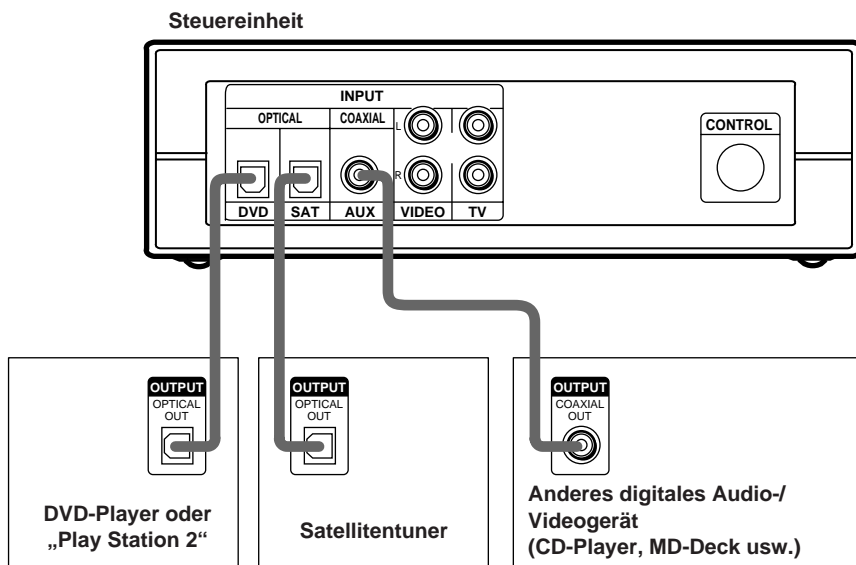 Steuereinheit
INPUT
OPTICAL COAXIAL
L
CONTROL
R
DVD SAT AUX VIDEO TV
OUTPUT
OPTICAL
OUT
DVD-Player oder
„Play Station 2“
OUTPUT
OPTICAL
OUT
Satellitentuner
OUTPUT
COAXIAL
OUT
Anderes digitales Audio-/
Videogerät
(CD-Player, MD-Deck usw.)